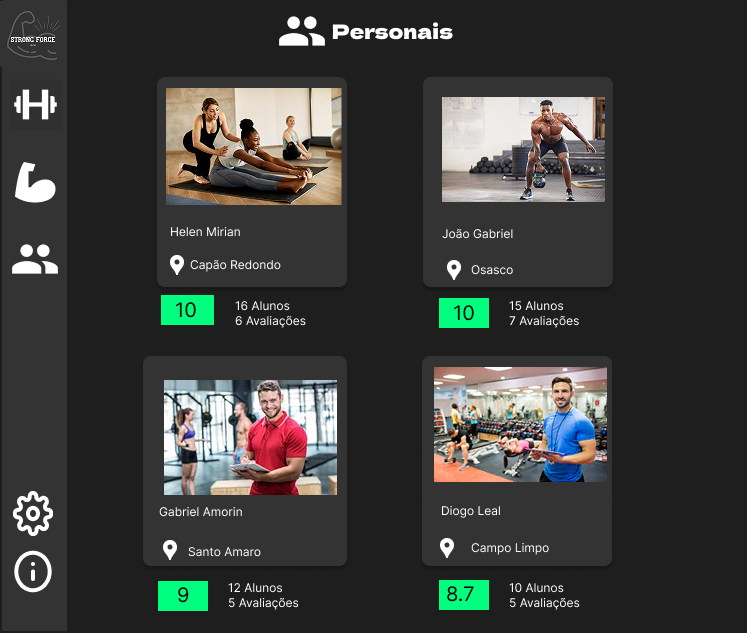 STRONG FORCE
Personais
Helen Mirian
Capão Redondo
10
16 Alunos
6 Avaliações
João Gabriel
Osasco
10
15 Alunos
7 Avaliações
Gabriel Amorin
Santo Amaro
9
12 Alunos
5 Avaliações
Diogo Leal
Campo Limpo
8.7
10 Alunos
5 Avaliações